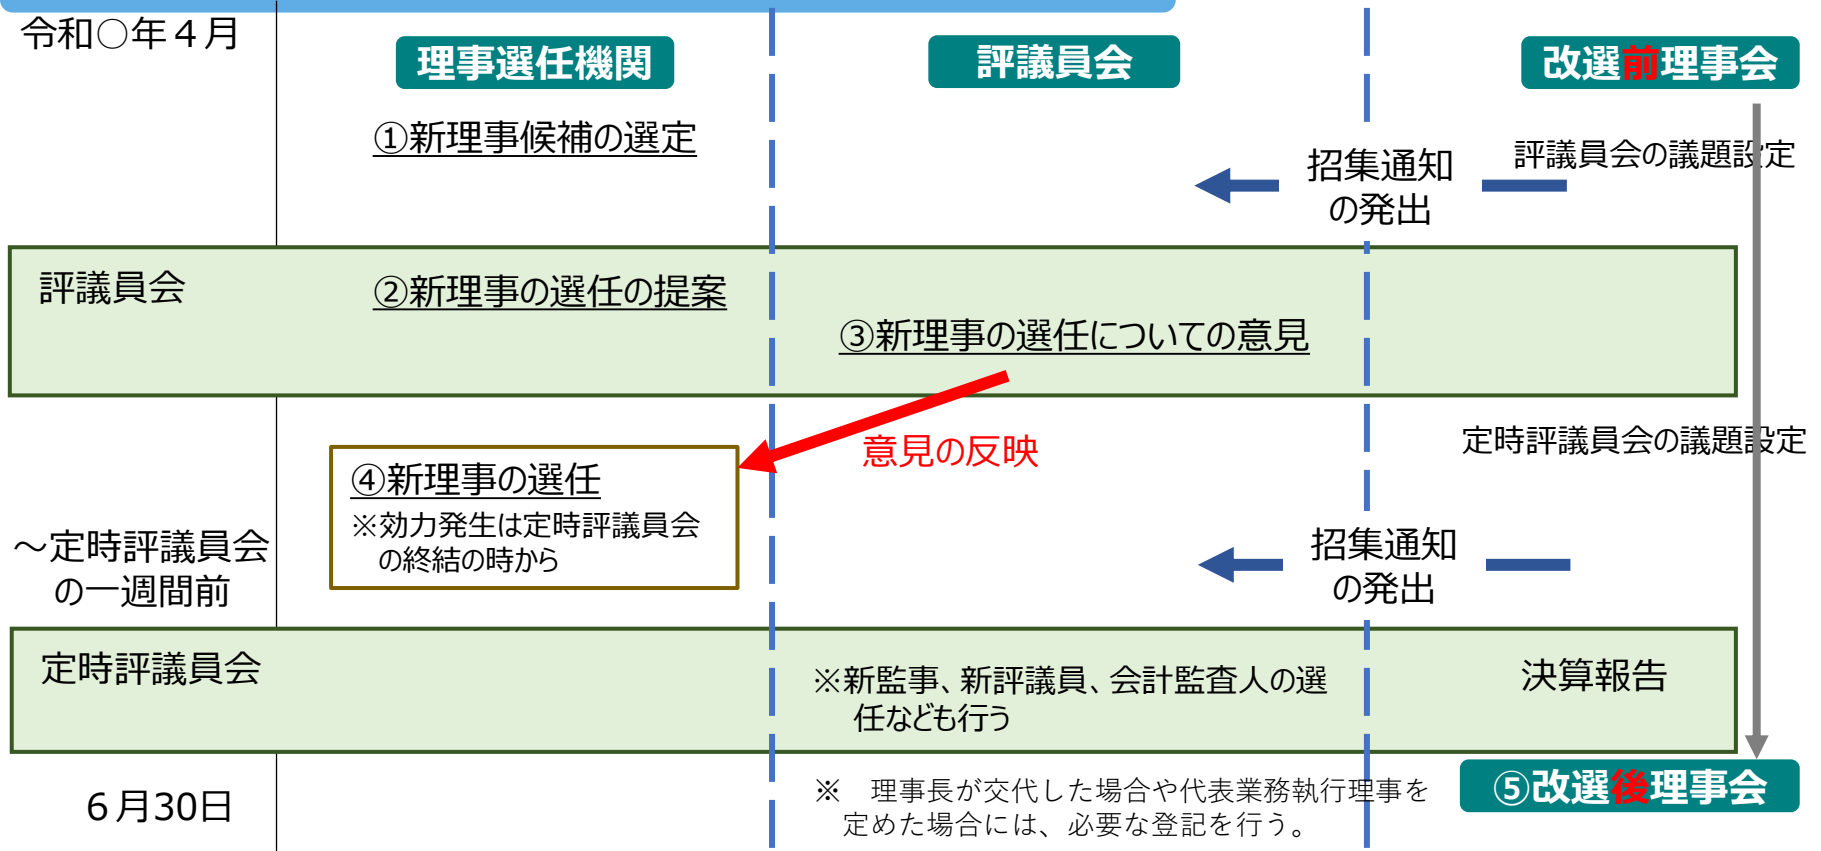 令和○年４月
理事選任機関
評議員会
改選前理事会
①新理事候補の選定
評議員会の議題設定
招集通知
の発出
評議員会
②新理事の選任の提案
③新理事の選任についての意見
意見の反映
定時評議員会の議題設定
④新理事の選任
※効力発生は定時評議員会
の終結の時から
～定時評議員会
の一週間前
招集通知
の発出
定時評議員会
※新監事、新評議員、会計監査人の選
任なども行う
決算報告
６月30日
※　理事長が交代した場合や代表業務執行理事を
定めた場合には、必要な登記を行う。
⑤改選後理事会